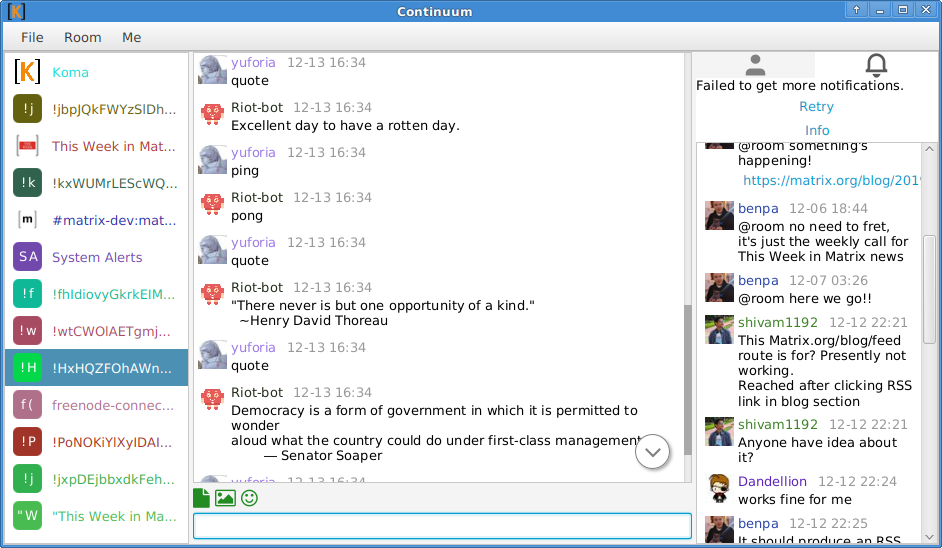 Continuum
File Room Me
[K] Koma
!j !jbpJQkFWYzSlDh...
This Week in Mat...
!k !kxWUMrLEScWQ...
[m] #matrix-dev:mat...
SA System Alerts
!f !fhIdiovyGkrkEIM...
!w !wtCWOlAETgmj...
!H !HxHQZFOhAWn...
f( freenode-connec...
!P !PoNOKiYlXyIDAI...
!j !jxpDEjbbxdkFeh...
"W "This Week in Ma...
yuforia 12-13 16:34
quote
Riot-bot 12-13 16:34
Excellent day to have a rotten day.
yuforia 12-13 16:34
ping
Riot-bot 12-13 16:34
pong
yuforia 12-13 16:34
quote
Riot-bot 12-13 16:34
"There never is but one opportunity of a kind."
~Henry David Thoreau
yuforia 12-13 16:34
quote
Riot-bot 12-13 16:34
Democracy is a form of government in which it is permitted to
wonder
aloud what the country could do under first-class management.
— Senator Soaper
yuforia 12-13 16:34
Failed to get more notifications.
Retry
Info
@room something's
happening!
https://matrix.org/blog/201
benpa 12-06 18:44
@room no need to fret,
it's just the weekly call for
This Week in Matrix news
benpa 12-07 03:26
@room here we go!!
shivam1192 12-12 22:21
This Matrix.org/blog/feed
route is for? Presently not
working.
Reached after clicking RSS
link in blog section
shivam1192 12-12 22:21
Anyone have idea about
it?
Dandellion 12-12 22:24
works fine for me
benpa 12-12 22:25
It should produce an RSS